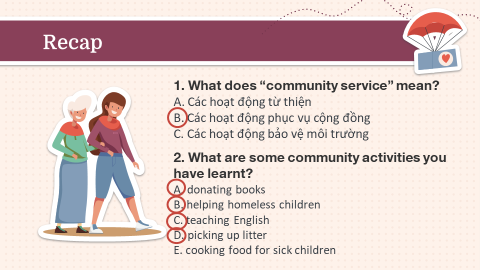 Recap
1. What does “community service” mean?
A. Các hoạt động từ thiện
B. Các hoạt động phục vụ cộng đồng
C. Các hoạt động bảo vệ môi trường
2. What are some community activities you
have learnt?
A. donating books
B. helping homeless children
C. teaching English
D. picking up litter
E. cooking food for sick children